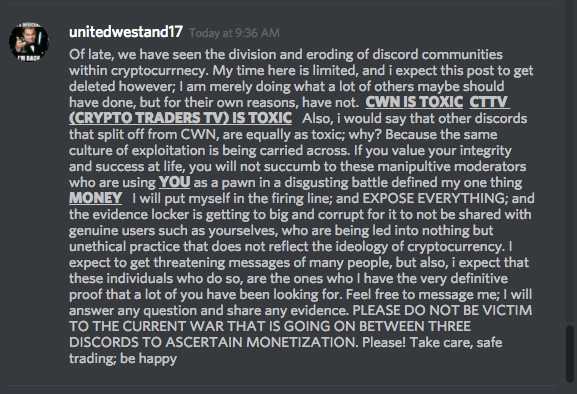 unitedwestand17 Today at 9:36 AM
Of late, we have seen the division and eroding of discord communities
within cryptocurrnecy. My time here is limited, and i expect this post to get
deleted however; I am merely doing what a lot of others maybe should
have done, but for their own reasons, have not. CWN IS TOXIC CTTV
(CRYPTO TRADERS TV) IS TOXIC Also, i would say that other discords
that split off from CWN, are equally as toxic; why? Because the same
culture of exploitation is being carried across. If you value your integrity
and success at life, you will not succumb to these manipultive moderators
who are using YOU as a pawn in a disgusting battle defined my one thing
MONEY I will put myself in the firing line; and EXPOSE EVERYTHING; and
the evidence locker is getting to big and corrupt for it to not be shared with
genuine users such as yourselves, who are being led into nothing but
unethical practice that does not reflect the ideology of cryptocurrency. I
expect to get threatening messages of many people, but also, i expect that
these individuals who do so, are the ones who I have the very definitive
proof that a lot of you have been looking for. Feel free to message me; I will
answer any question and share any evidence. PLEASE DO NOT BE VICTIM
TO THE CURRENT WAR THAT IS GOING ON BETWEEN THREE
DISCORDS TO ASCERTAIN MONETIZATION. Please! Take care, safe
trading; be happy
I'M BACK